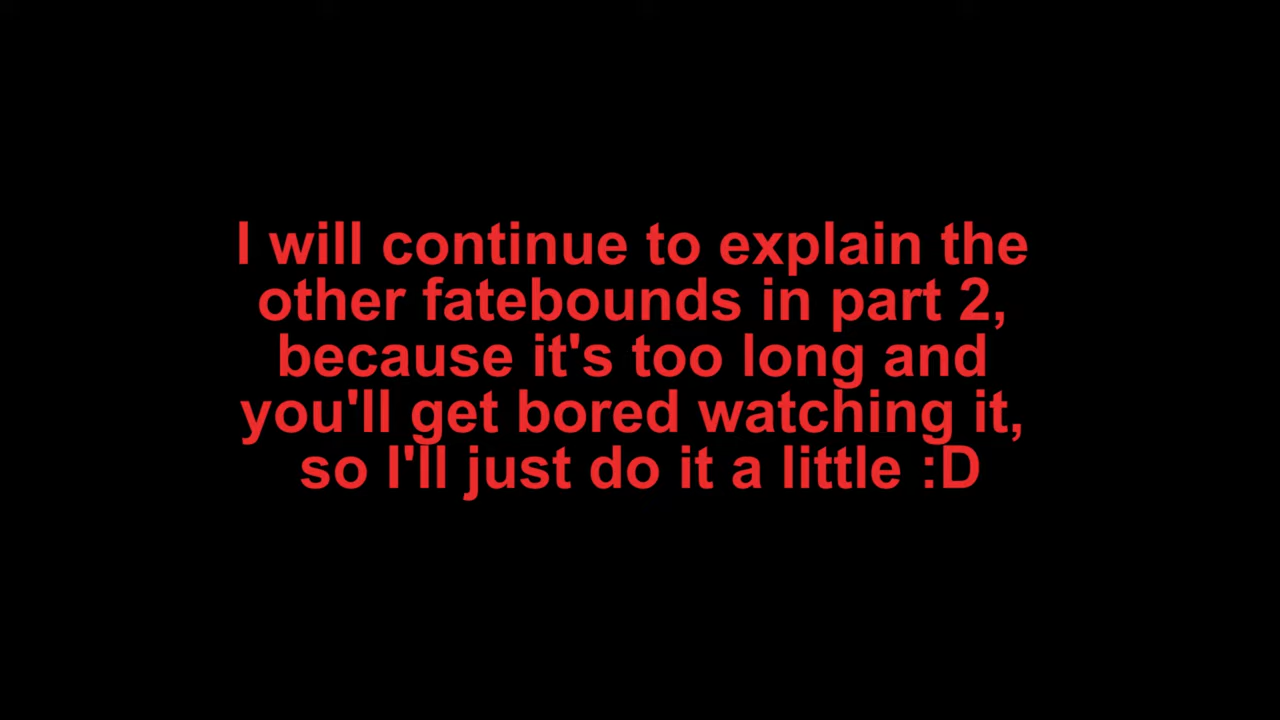 I will continue to explain the
other fatebounds in part 2,
because it's too long and
you'll get bored watching it,
so I'll just do it a little :D